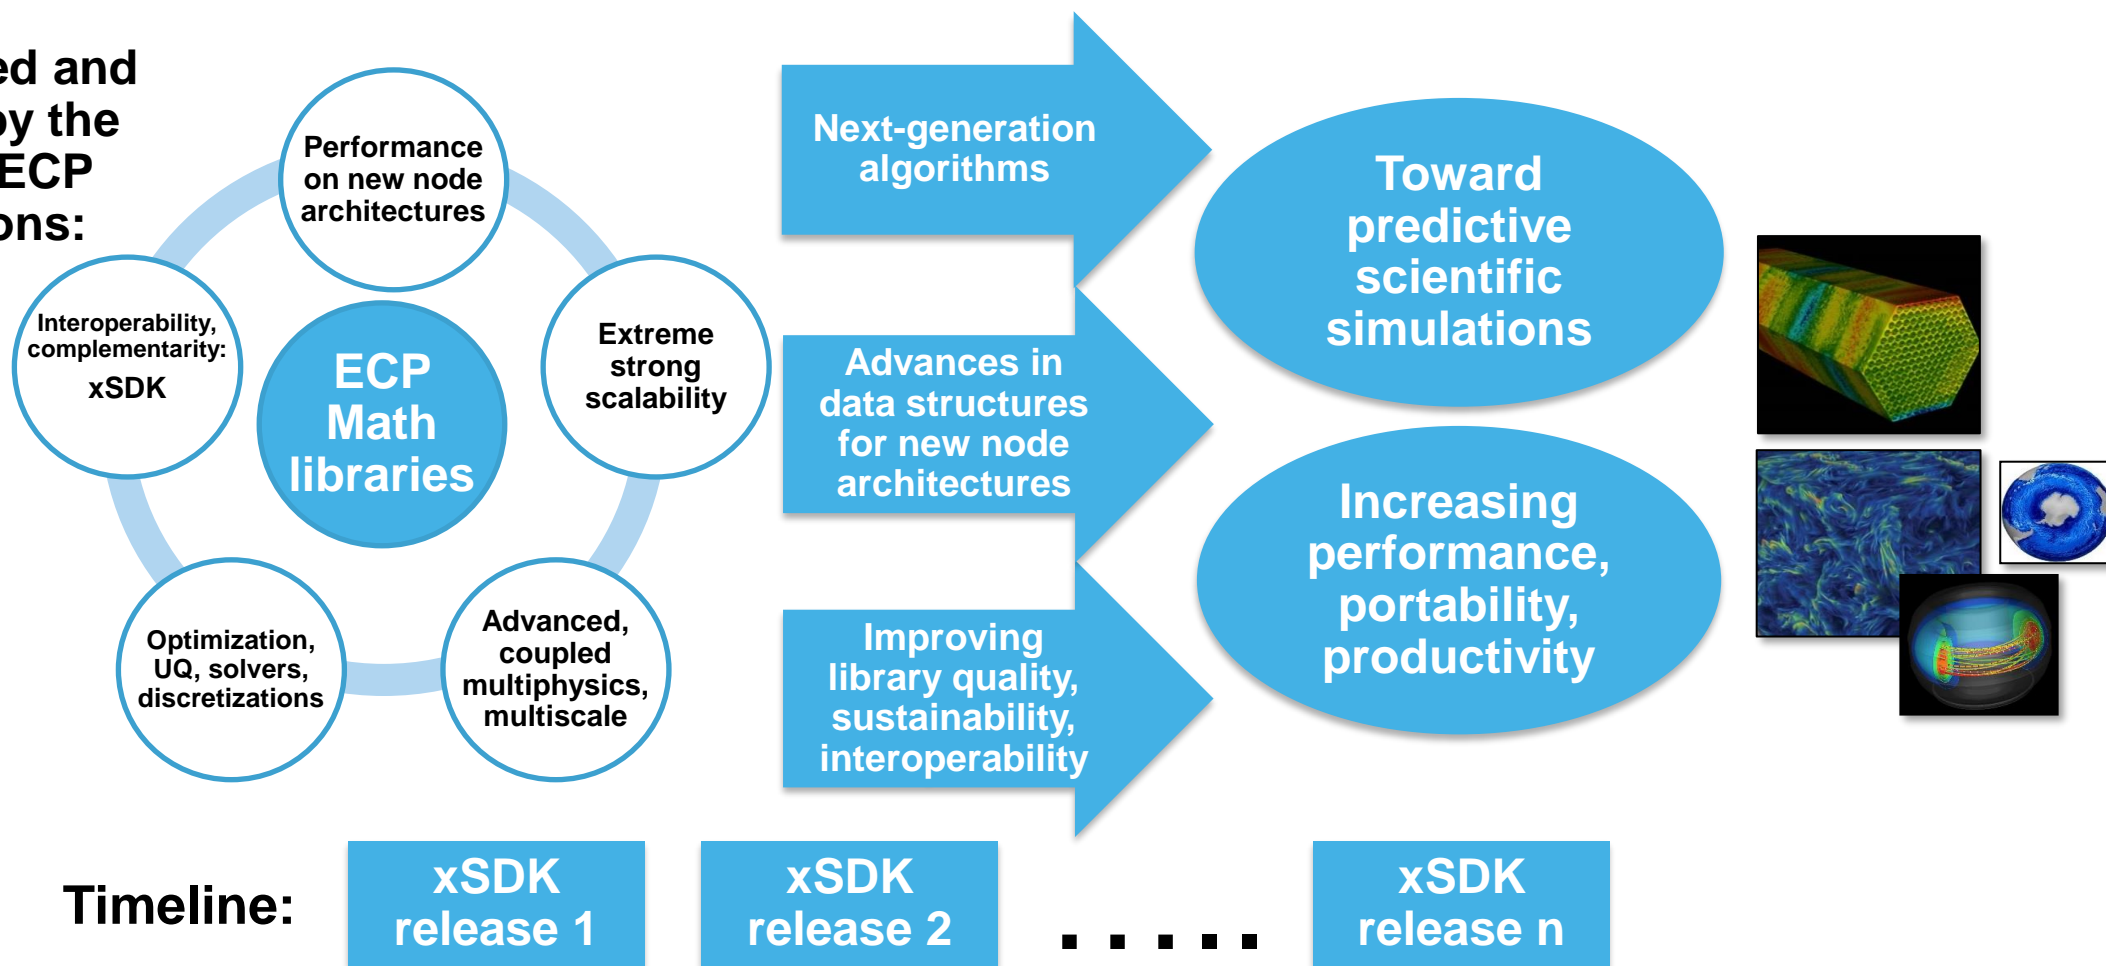 ed and
by the
ECP
ons:
Performance
on new node
architectures
Interoperability,
complementarity:
xSDK
ECP
Math
libraries
Extreme
strong
scalability
Optimization,
UQ, solvers,
discretizations
Advanced,
coupled
multiphysics,
multiscale
Next-generation
algorithms
Advances in
data structures
for new node
architectures
Improving
library quality,
sustainability,
interoperability
Toward
predictive
scientific
simulations
Increasing
performance,
portability,
productivity
Timeline:
xSDK
release 1
xSDK
release 2
. . . . .
xSDK
release n